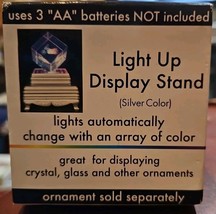 uses 3 "AA" batteries NOT included
Light Up
Display Stand
(Silver Color)
lights automatically
change with an array of color
great for displaying
crystal, glass and other ornaments
ornament sold separately